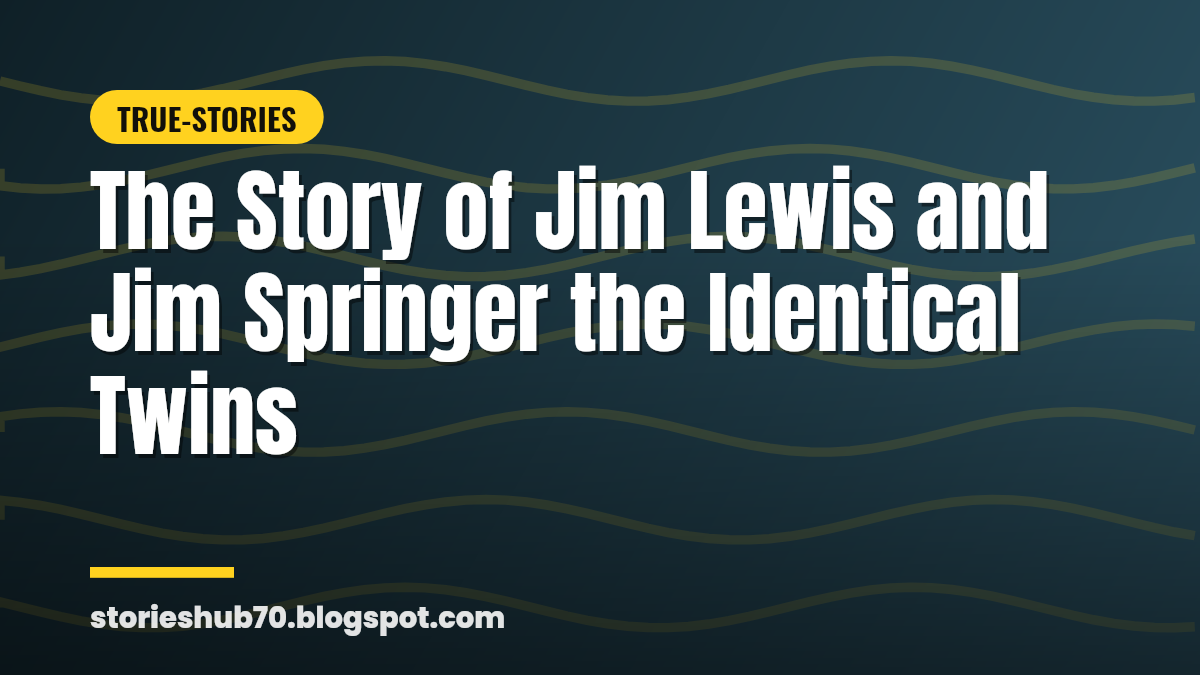 TRUE-STORIES
The Story of Jim Lewis and
Jim Springer the Identical
Twins
storieshub70.blogspot.com